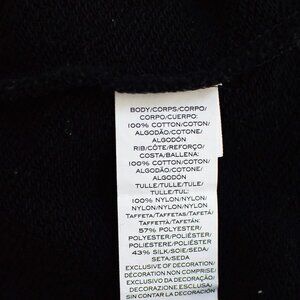 BODY/CORPS/CORPO/
CORPO/CUERPO:
100% COTTON/COTON/
ALGODÃO/COTONE/
ALGODÓN
RIB/CÔTE/REFORÇO/
COSTA/BALLENA:
100% COTTON/COTON/
ALGODÃO/COTONE/
ALGODÓN
TULLE/TULLE/TULE/
TULLE/TUL:
100% NYLON/NYLON/
NYLON/NYLON/NYLON
TAFFETA/TAFFETAS/TAFETÁ/
TAFFETTÀ/TAFETÁN:
57% POLYESTER/
POLYESTER/POLIÉSTER/
POLIESTERE/POLIÉSTER
43% SILK/SOIE/SEDA/
SETA/SEDA
EXCLUSIVE OF DECORATION/
DÉCORATION NON COMPRISE/
EXCLUSIVO DA DECORAÇÃO/
DECORAZIONE ESCLUSA/
SIN CONTAR LA DECORACIÓN